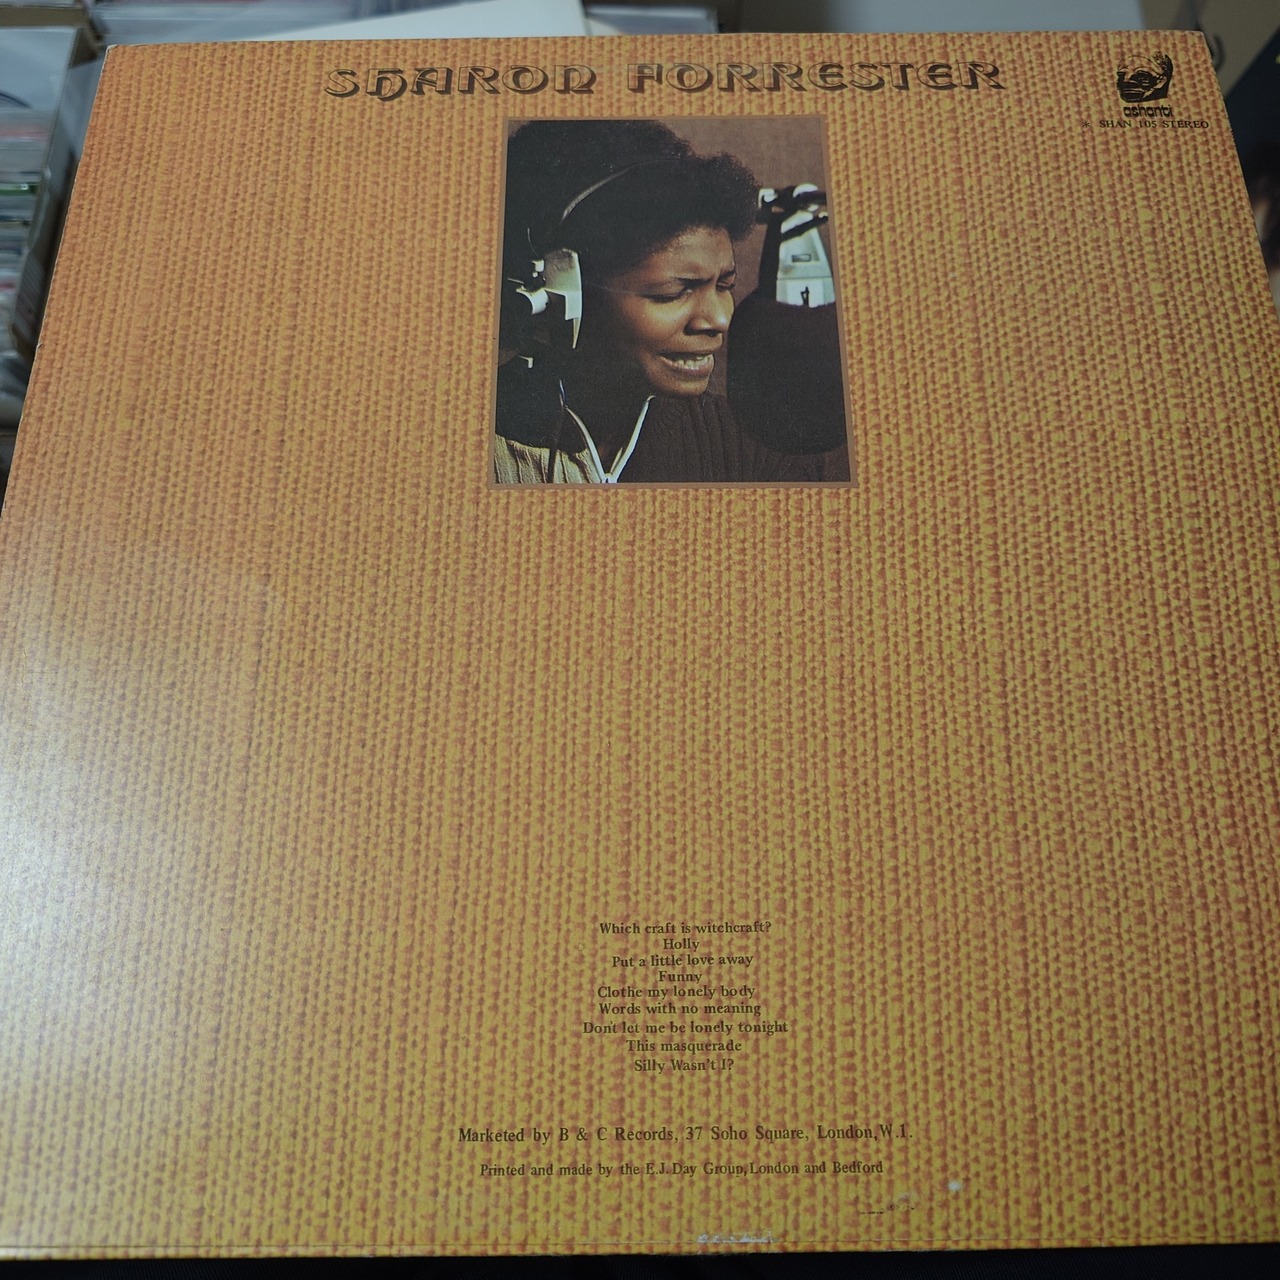 SHARON FORRESTER
ashanti
* SHAN 105 STEREO
Which craft is witchcraft?
Holly
Put a little love away
Funny
Clothe my lonely body
Words with no meaning
Don't let me be lonely tonight
This masquerade
Silly Wasn't I?
Marketed by B & C Records, 37 Soho Square, London,W.1.
Printed and made by the E.J. Day Group, London and Bedford